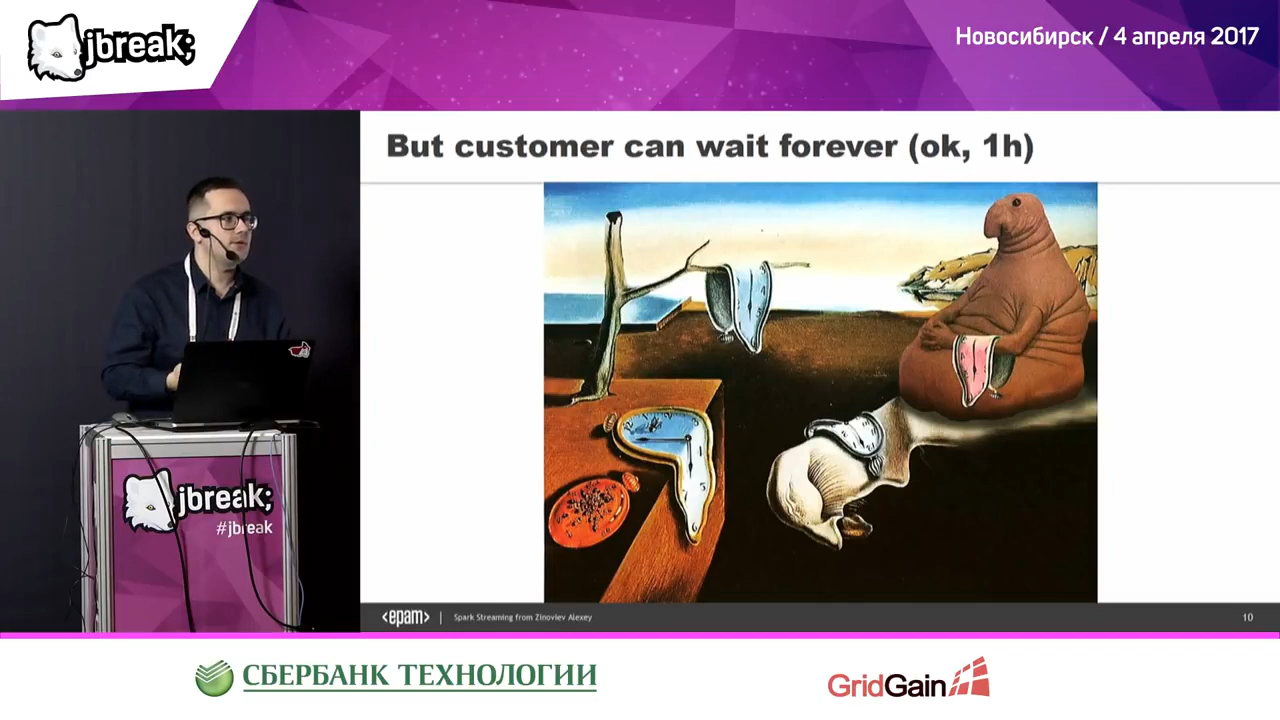 jbreak;
Новосибирск / 4 апреля 2017
But customer can wait forever (ok, 1h)
jbreak;
#jbreak
<epam> | Spark Streaming from Zinoviev Alexey
10
СБЕРБАНК ТЕХНОЛОГИИ
GridGain